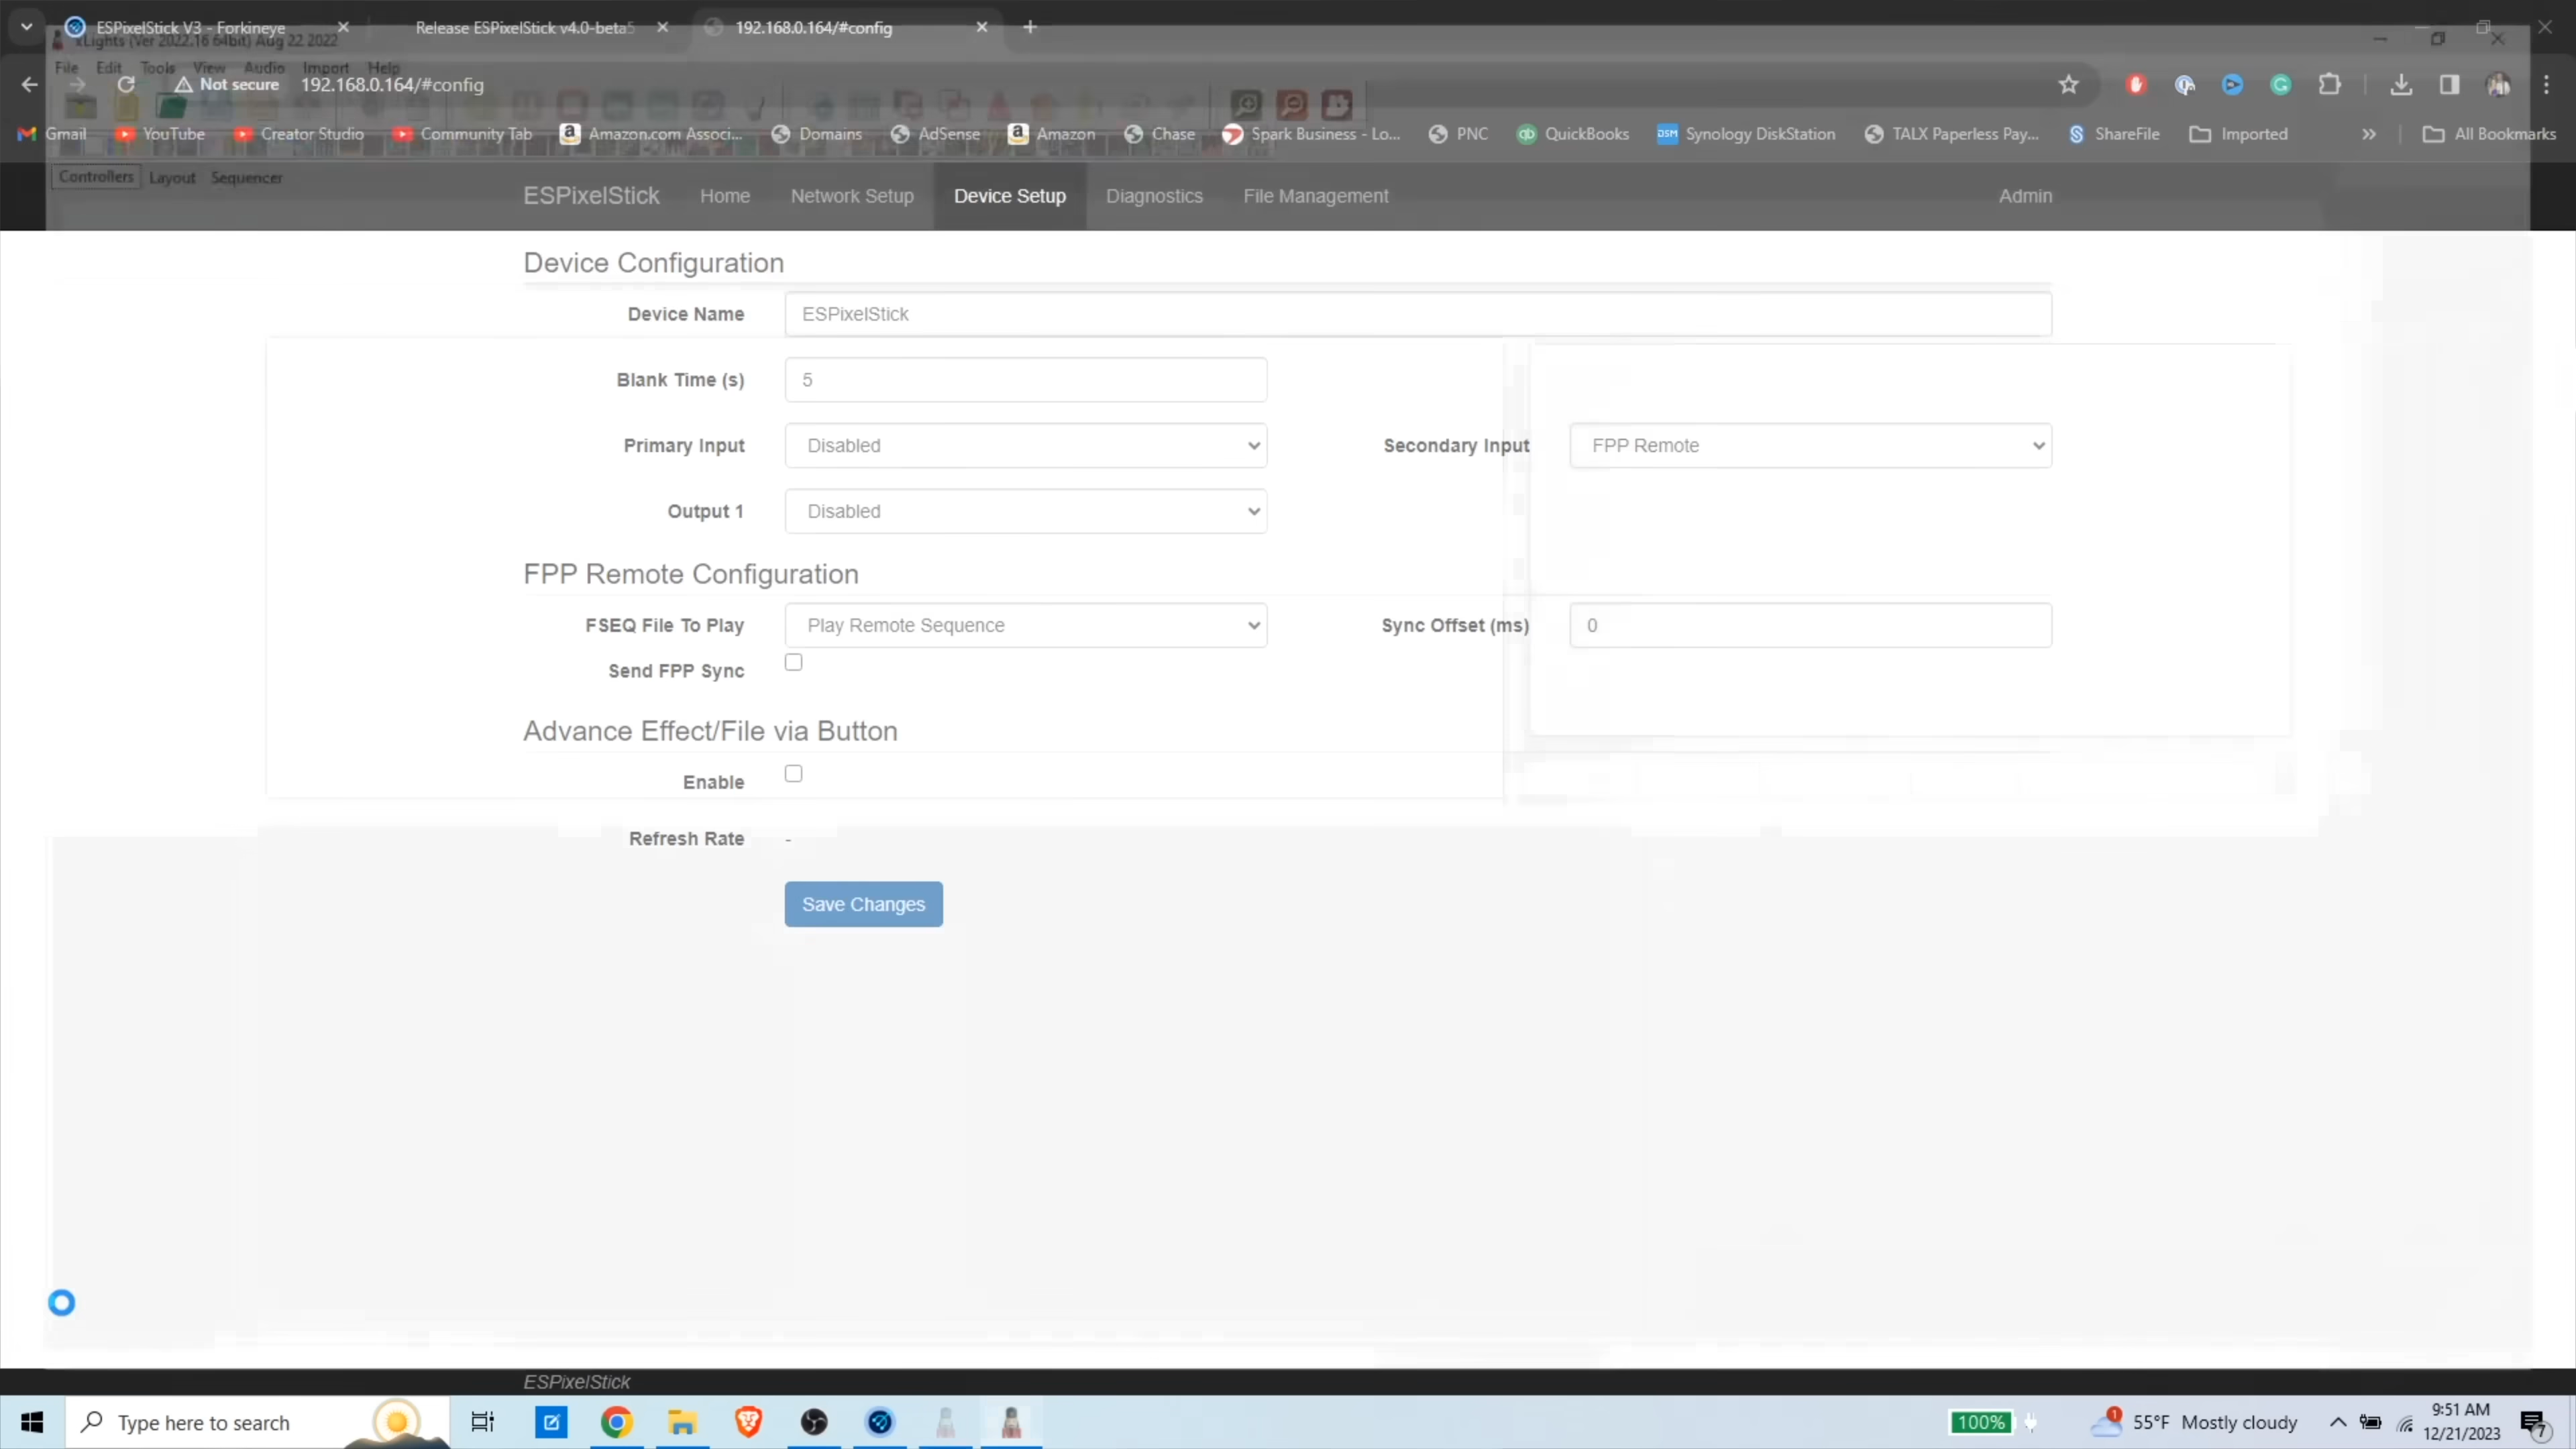 ESPixelStick V3 - Forkineye
Release ESPixelStick v4.0-beta5
192.168.0.164/#config
xLights (Ver 2022.16 64bit) Aug 22 2022
File Edit Tools View Audio Import Help
Not secure 192.168.0.164/#config
Gmail YouTube Creator Studio Community Tab Amazon.com Associ... Domains AdSense Amazon Chase Spark Business - Lo... PNC QuickBooks Synology DiskStation TALX Paperless Pay... ShareFile Imported » All Bookmarks
Controllers Layout Sequencer
ESPixelStick Home Network Setup Device Setup Diagnostics File Management Admin
Device Configuration
Device Name ESPixelStick
Blank Time (s) 5
Primary Input Disabled Secondary Input FPP Remote
Output 1 Disabled
FPP Remote Configuration
FSEQ File To Play Play Remote Sequence Sync Offset (ms) 0
Send FPP Sync
Advance Effect/File via Button
Enable
Refresh Rate -
Save Changes
ESPixelStick
Type here to search
100%
1
55°F Mostly cloudy
9:51 AM
12/21/2023
7